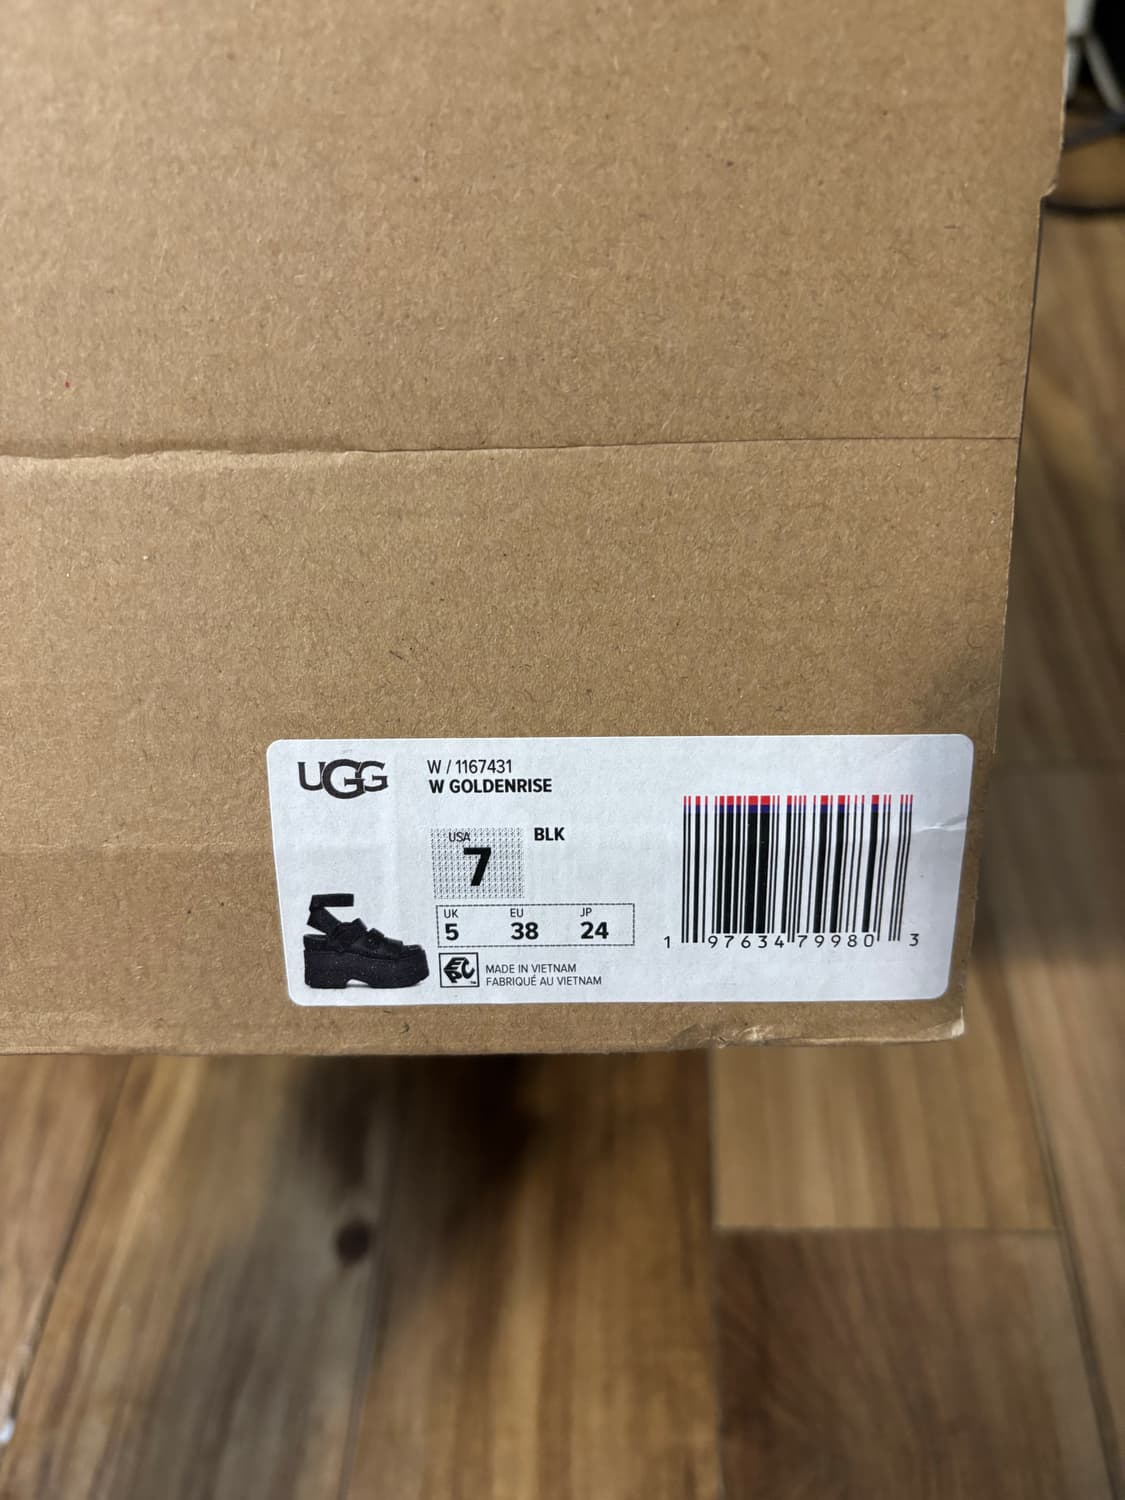 UGG
W / 1167431
W GOLDENRISE
USA
7
BLK
UK EU JP
5 38 24
EPC
MADE IN VIETNAM
FABRIQUÉ AU VIETNAM
1 97634 79980 3